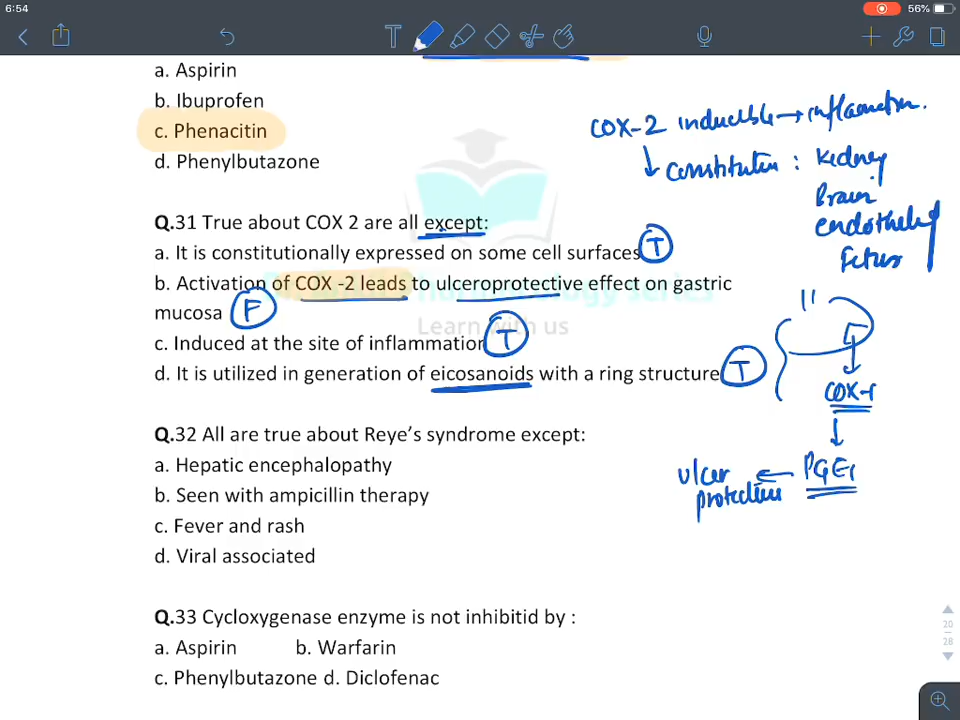 6:54
56%
a. Aspirin
b. Ibuprofen
c. Phenacitin
d. Phenylbutazone
COX-2 inducible → inflammation.
↓ Constitutive : Kidney
Brain
endothelial
Fetus
Q.31 True about COX 2 are all except:
a. It is constitutionally expressed on some cell surfaces T
b. Activation of COX -2 leads to ulceroprotective effect on gastric
mucosa F
c. Induced at the site of inflammation T
d. It is utilized in generation of eicosanoids with a ring structure T
Learn with us
COX-1
↓
Ulcer ← PGE1
protective
Q.32 All are true about Reye's syndrome except:
a. Hepatic encephalopathy
b. Seen with ampicillin therapy
c. Fever and rash
d. Viral associated
Q.33 Cycloxygenase enzyme is not inhibitid by :
a. Aspirin b. Warfarin
c. Phenylbutazone d. Diclofenac
20
28